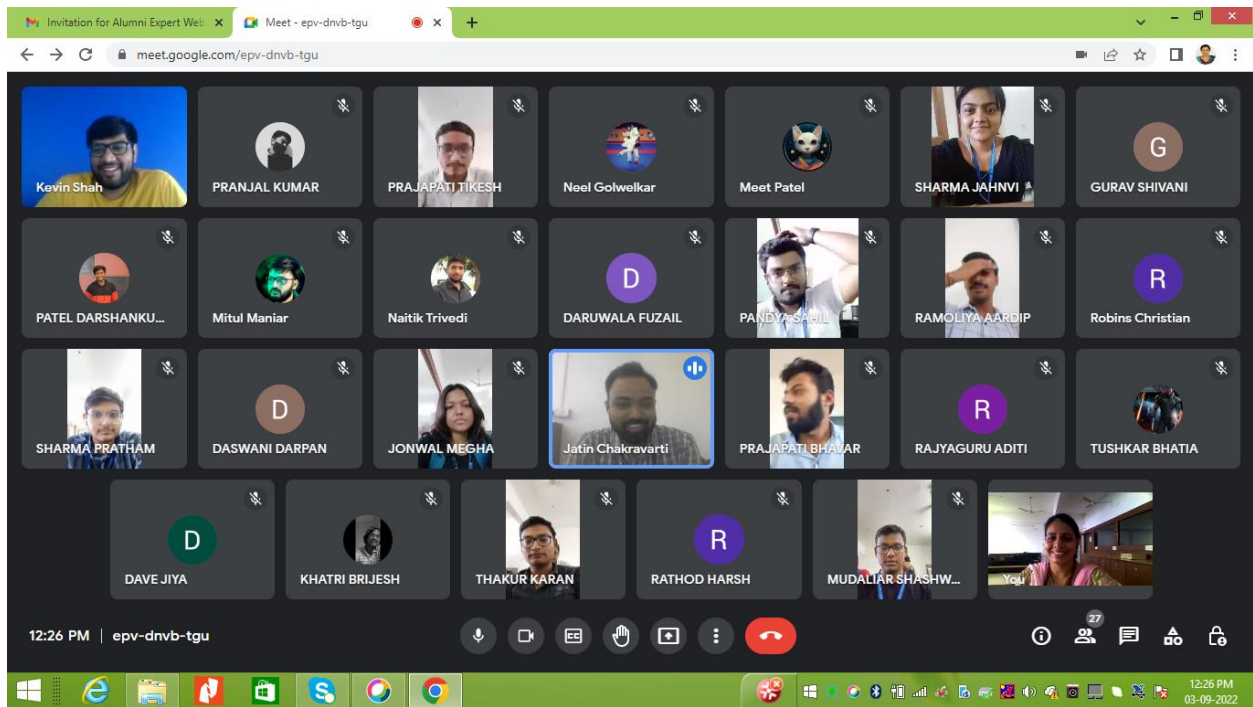 Invitation for Alumni Expert Web
Meet - epv-dnvb-tgu
meet.google.com/epv-dnvb-tgu
Kevin Shah
PRANJAL KUMAR
PRAJAPATI TIKESH
Neel Golwelkar
Meet Patel
SHARMA JAHNVI
G
GURAV SHIVANI
PATEL DARSHANKU...
Mitul Maniar
Naitik Trivedi
D
DARUWALA FUZAIL
PANDYA SAHIL
RAMOLIYA AARDIP
R
Robins Christian
SHARMA PRATHAM
D
DASWANI DARPAN
JONWAL MEGHA
Jatin Chakravarti
PRAJAPATI BHAVAR
R
RAJYAGURU ADITI
TUSHKAR BHATIA
D
DAVE JIYA
KHATRI BRIJESH
THAKUR KARAN
R
RATHOD HARSH
MUDALIAR SHASHW...
You
12:26 PM | epv-dnvb-tgu
CC
27
12:26 PM
03-09-2022